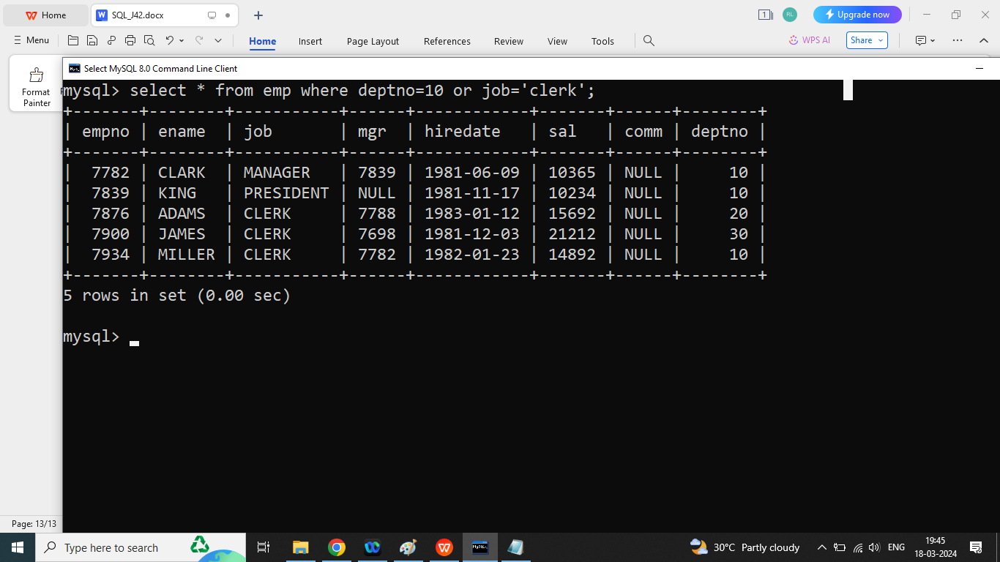 Home
SQL_J42.docx
1
RL
Upgrade now
Menu
Home
Insert
Page Layout
References
Review
View
Tools
WPS AI
Share
Format
Painter
Select MySQL 8.0 Command Line Client
mysql> select * from emp where deptno=10 or job='clerk';
+-------+--------+-----------+------+------------+-------+------+--------+
| empno | ename  | job       | mgr  | hiredate   | sal   | comm | deptno |
+-------+--------+-----------+------+------------+-------+------+--------+
|  7782 | CLARK  | MANAGER   | 7839 | 1981-06-09 | 10365 | NULL |     10 |
|  7839 | KING   | PRESIDENT | NULL | 1981-11-17 | 10234 | NULL |     10 |
|  7876 | ADAMS  | CLERK     | 7788 | 1983-01-12 | 15692 | NULL |     20 |
|  7900 | JAMES  | CLERK     | 7698 | 1981-12-03 | 21212 | NULL |     30 |
|  7934 | MILLER | CLERK     | 7782 | 1982-01-23 | 14892 | NULL |     10 |
+-------+--------+-----------+------+------------+-------+------+--------+
5 rows in set (0.00 sec)
mysql>
Page: 13/13
Type here to search
30°C Partly cloudy
ENG
19:45
18-03-2024